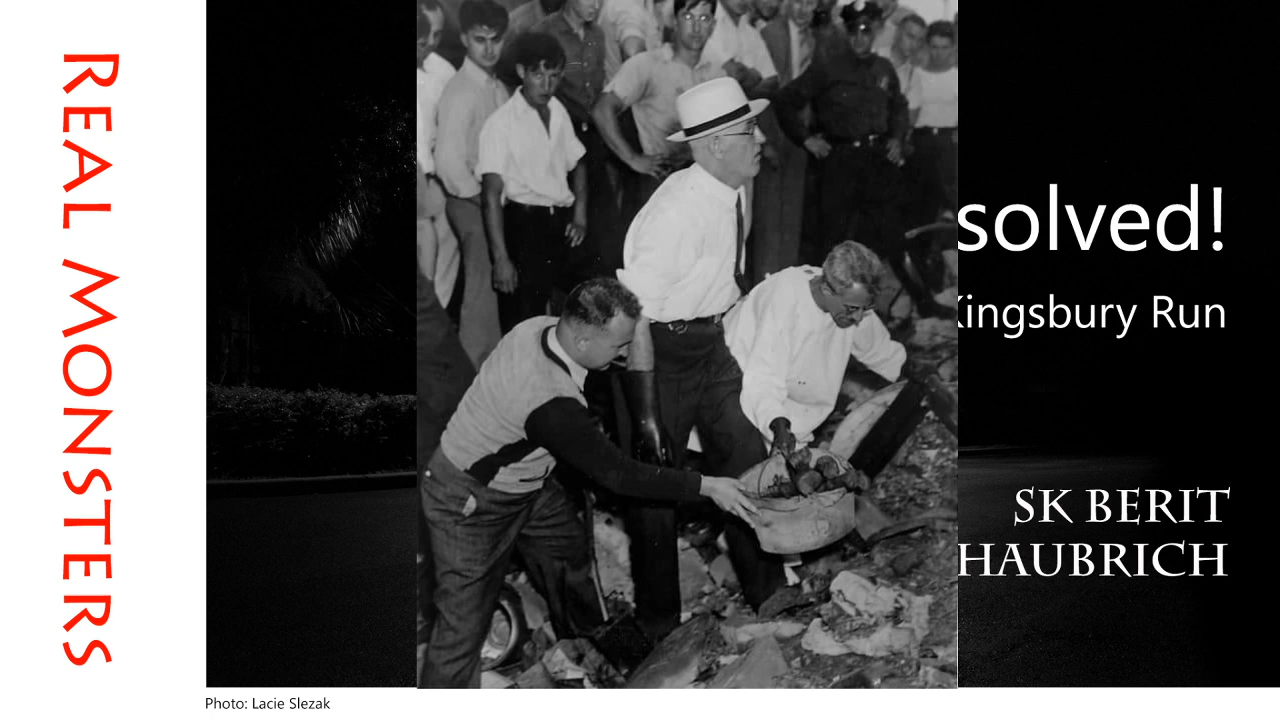 REAL MONSTERS
solved!
Kingsbury Run
SK BERIT
HAUBRICH
Photo: Lacie Slezak